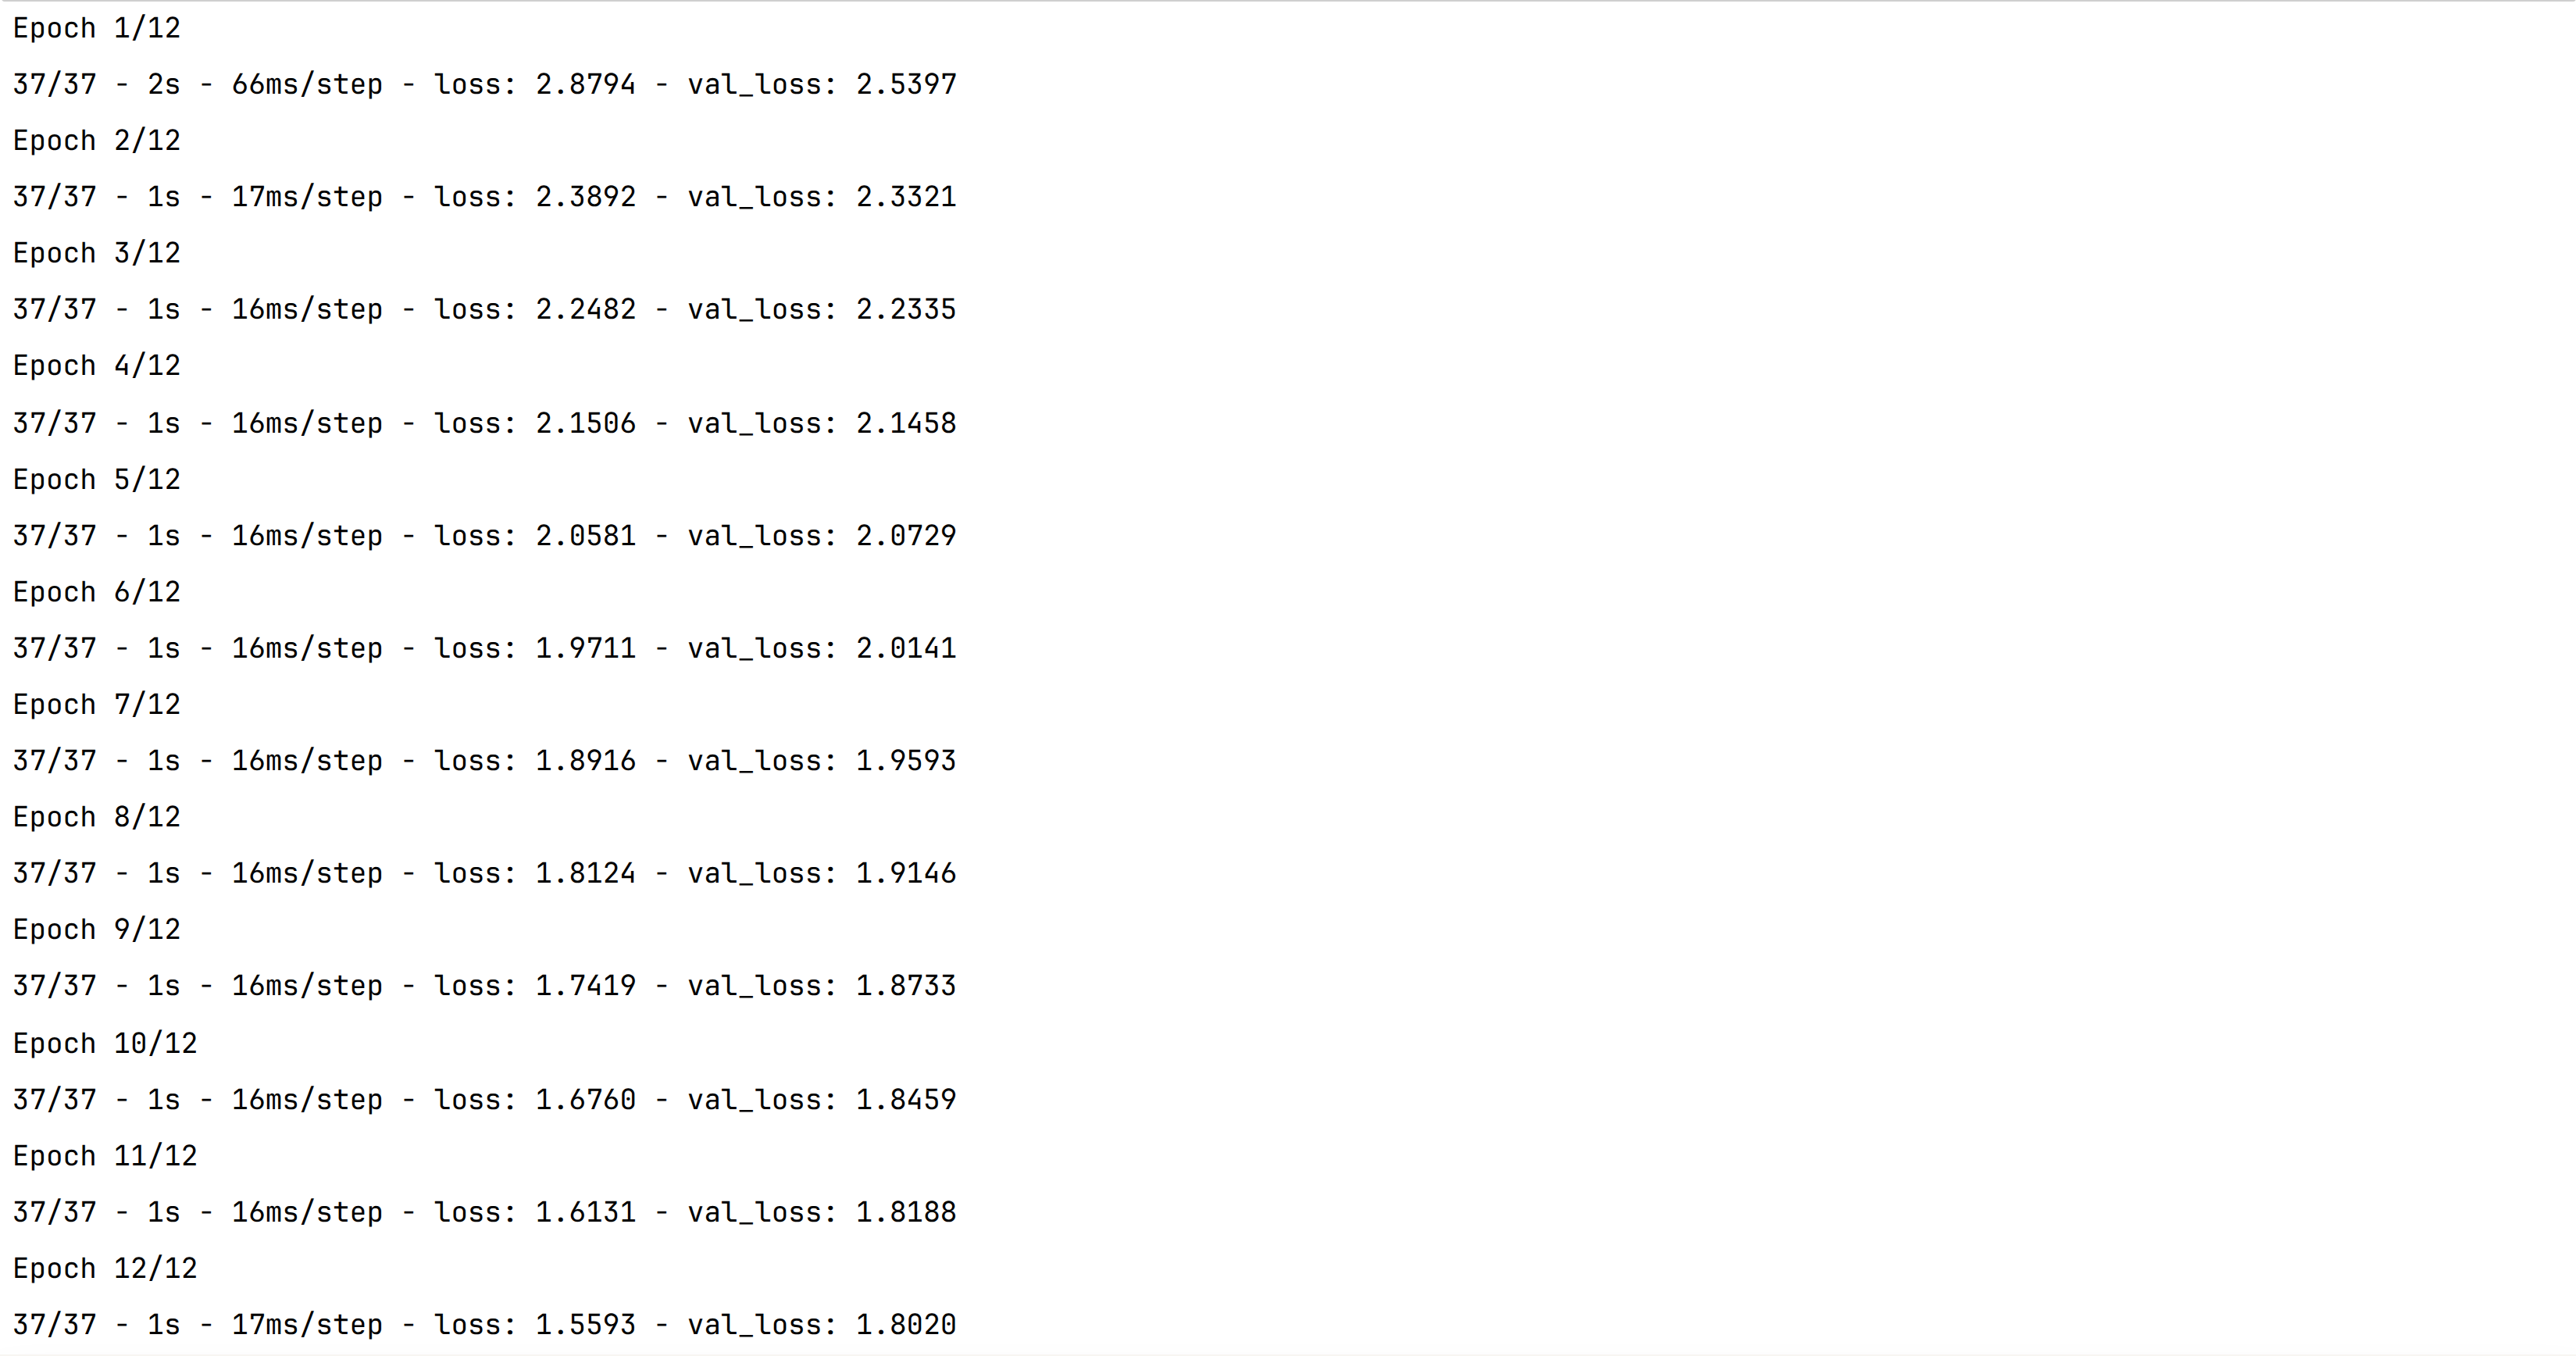 Epoch 1/12
37/37 - 2s - 66ms/step - loss: 2.8794 - val_loss: 2.5397
Epoch 2/12
37/37 - 1s - 17ms/step - loss: 2.3892 - val_loss: 2.3321
Epoch 3/12
37/37 - 1s - 16ms/step - loss: 2.2482 - val_loss: 2.2335
Epoch 4/12
37/37 - 1s - 16ms/step - loss: 2.1506 - val_loss: 2.1458
Epoch 5/12
37/37 - 1s - 16ms/step - loss: 2.0581 - val_loss: 2.0729
Epoch 6/12
37/37 - 1s - 16ms/step - loss: 1.9711 - val_loss: 2.0141
Epoch 7/12
37/37 - 1s - 16ms/step - loss: 1.8916 - val_loss: 1.9593
Epoch 8/12
37/37 - 1s - 16ms/step - loss: 1.8124 - val_loss: 1.9146
Epoch 9/12
37/37 - 1s - 16ms/step - loss: 1.7419 - val_loss: 1.8733
Epoch 10/12
37/37 - 1s - 16ms/step - loss: 1.6760 - val_loss: 1.8459
Epoch 11/12
37/37 - 1s - 16ms/step - loss: 1.6131 - val_loss: 1.8188
Epoch 12/12
37/37 - 1s - 17ms/step - loss: 1.5593 - val_loss: 1.8020